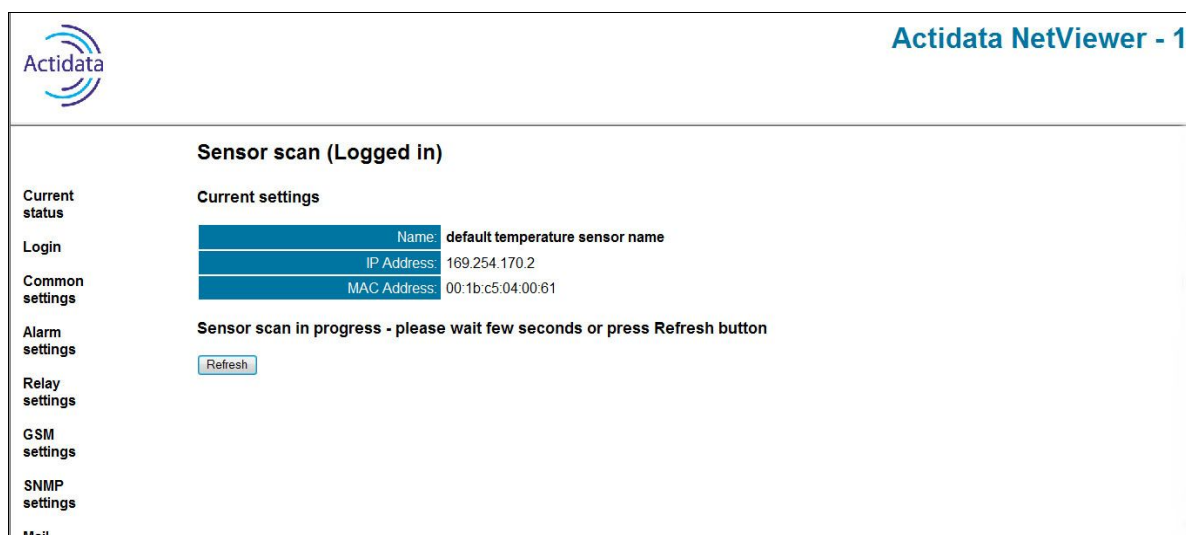 Actidata
Actidata NetViewer - 1
Sensor scan (Logged in)
Current
status
Login
Common
settings
Alarm
settings
Relay
settings
GSM
settings
SNMP
settings
Current settings
Name: default temperature sensor name
IP Address: 169.254.170.2
MAC Address: 00:1b:c5:04:00:61
Sensor scan in progress - please wait few seconds or press Refresh button
Refresh